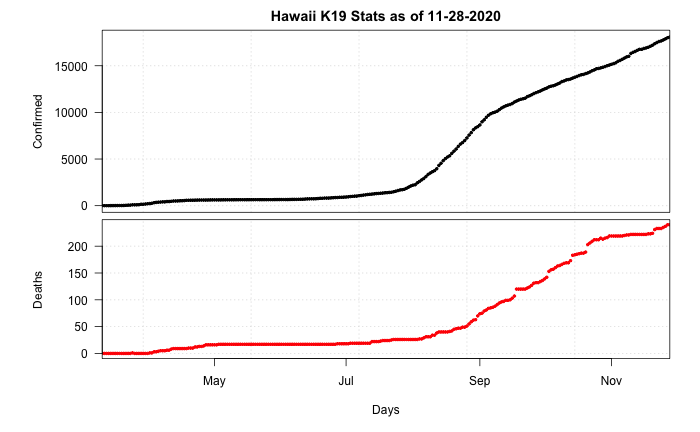 Hawaii K19 Stats as of 11-28-2020
Confirmed
15000
10000
5000
0
Deaths
200
150
100
50
0
May Jul Sep Nov
Days